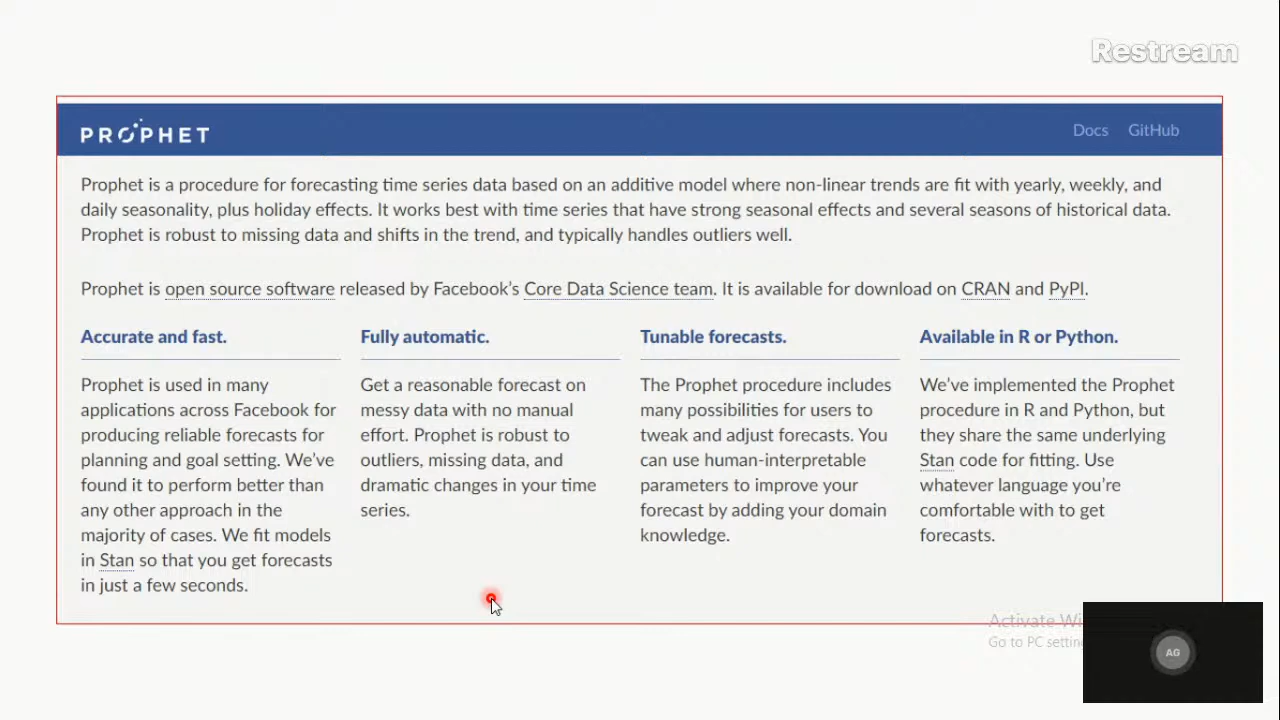 Restream
PROPHET
Docs GitHub
Prophet is a procedure for forecasting time series data based on an additive model where non-linear trends are fit with yearly, weekly, and
daily seasonality, plus holiday effects. It works best with time series that have strong seasonal effects and several seasons of historical data.
Prophet is robust to missing data and shifts in the trend, and typically handles outliers well.
Prophet is open source software released by Facebook's Core Data Science team. It is available for download on CRAN and PyPI.
Accurate and fast.
Prophet is used in many
applications across Facebook for
producing reliable forecasts for
planning and goal setting. We've
found it to perform better than
any other approach in the
majority of cases. We fit models
in Stan so that you get forecasts
in just a few seconds.
Fully automatic.
Get a reasonable forecast on
messy data with no manual
effort. Prophet is robust to
outliers, missing data, and
dramatic changes in your time
series.
Tunable forecasts.
The Prophet procedure includes
many possibilities for users to
tweak and adjust forecasts. You
can use human-interpretable
parameters to improve your
forecast by adding your domain
knowledge.
Available in R or Python.
We've implemented the Prophet
procedure in R and Python, but
they share the same underlying
Stan code for fitting. Use
whatever language you're
comfortable with to get
forecasts.
Activate
Go to PC
AG